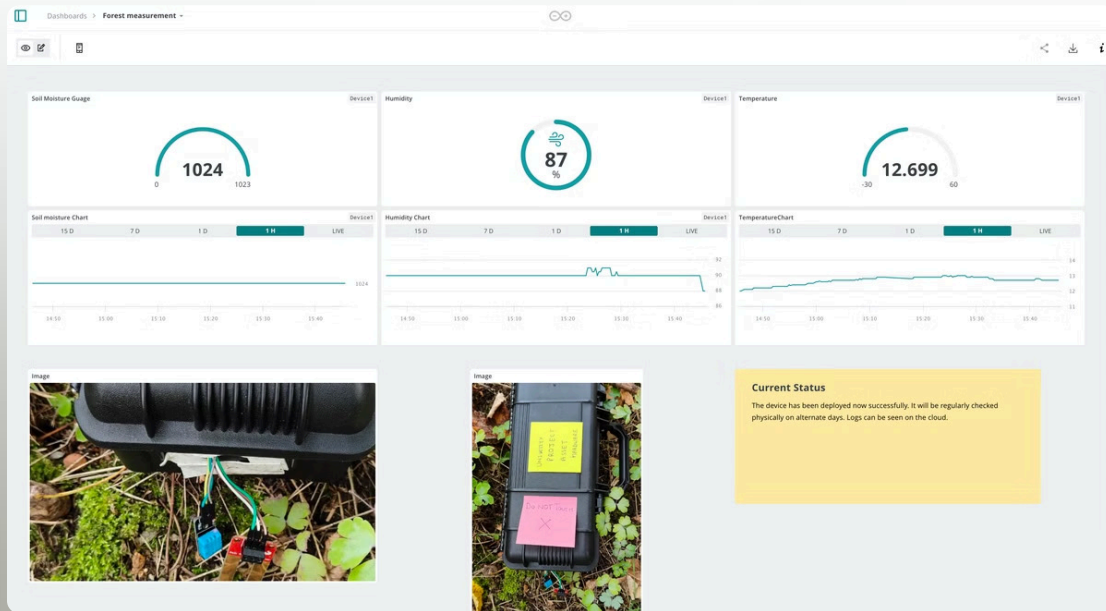 Dashboards > Forest measurement
Soil Moisture Guage Device1
1024
0 1023
Humidity Device1
87
%
Temperature Device1
12.699
-30 60
Soil moisture Chart Device1
15 D 7 D 1 D 1 H LIVE
1024
14:50 15:00 15:10 15:20 15:30 15:40
Humidity Chart Device1
15 D 7 D 1 D 1 H LIVE
92
90
88
86
14:50 15:00 15:10 15:20 15:30 15:40
TemperatureChart
15 D 7 D 1 D 1 H LIVE
14
13
12
11
14:50 15:00 15:10 15:20 15:30 15:40
Image
Image
UNIVERSITY
PROJECT
HARDWARE
DO NOT TOUCH
X
Current Status
The device has been deployed now successfully. It will be regularly checked
physically on alternate days. Logs can be seen on the cloud.